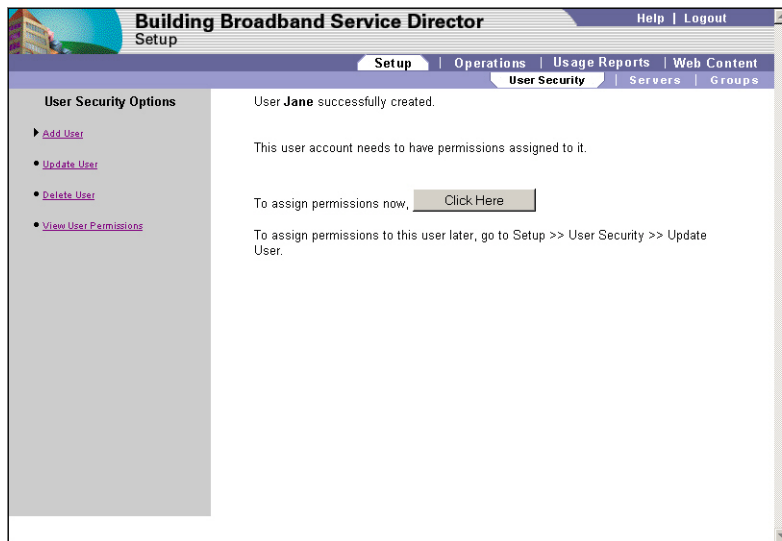 Building Broadband Service Director
Help | Logout
Setup
Setup | Operations | Usage Reports | Web Content
User Security | Servers | Groups
User Security Options
Add User
Update User
Delete User
View User Permissions
User Jane successfully created.
This user account needs to have permissions assigned to it.
To assign permissions now, Click Here
To assign permissions to this user later, go to Setup >> User Security >> Update
User.